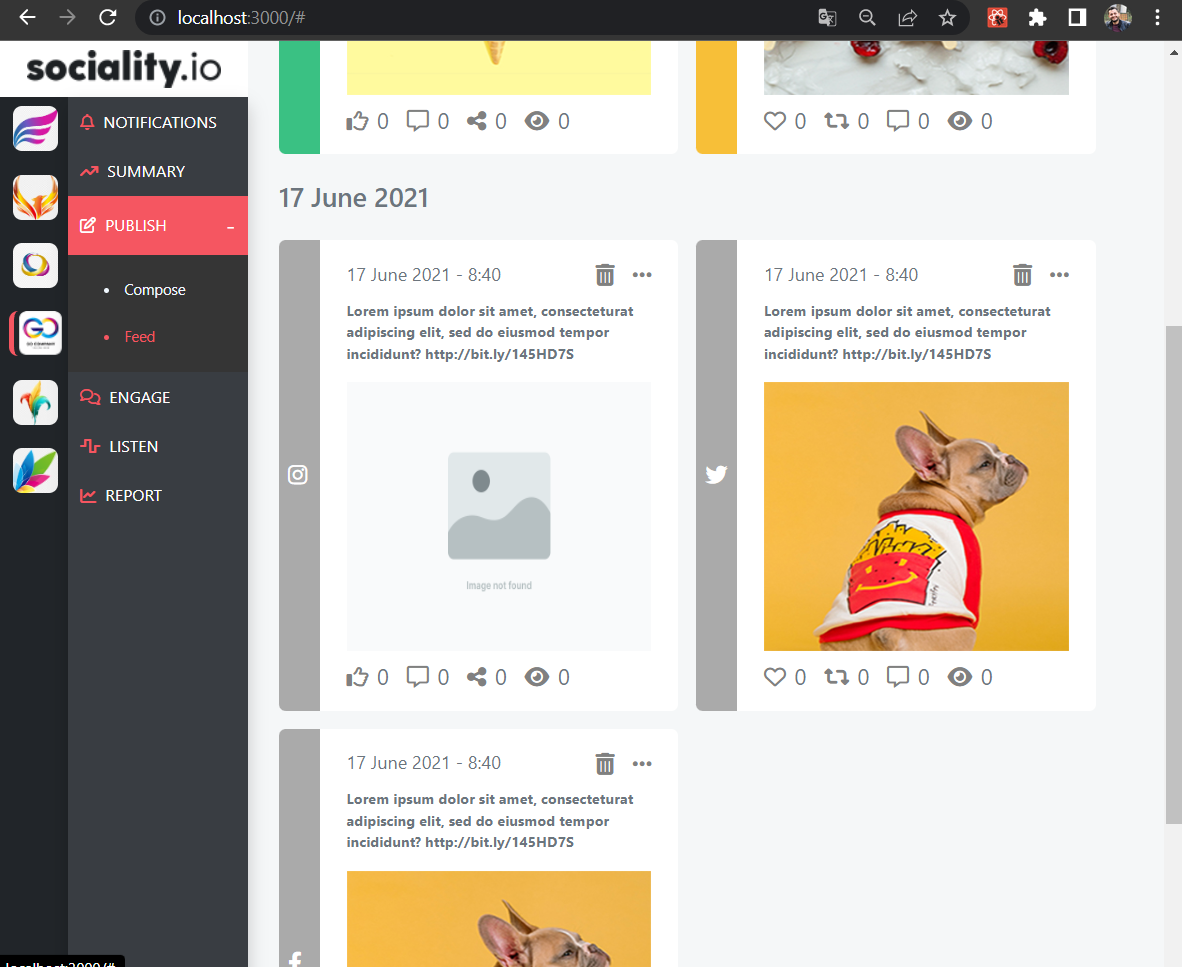 localhost:3000/#
sociality.io
NOTIFICATIONS
SUMMARY
PUBLISH
–
• Compose
• Feed
ENGAGE
LISTEN
REPORT
0 0 0 0
0 0 0 0
17 June 2021
17 June 2021 - 8:40
Lorem ipsum dolor sit amet, consecteturat
adipiscing elit, sed do eiusmod tempor
incididunt? http://bit.ly/145HD7S
Image not found
0 0 0 0
17 June 2021 - 8:40
Lorem ipsum dolor sit amet, consecteturat
adipiscing elit, sed do eiusmod tempor
incididunt? http://bit.ly/145HD7S
0 0 0 0
17 June 2021 - 8:40
Lorem ipsum dolor sit amet, consecteturat
adipiscing elit, sed do eiusmod tempor
incididunt? http://bit.ly/145HD7S
localhost:3000/#